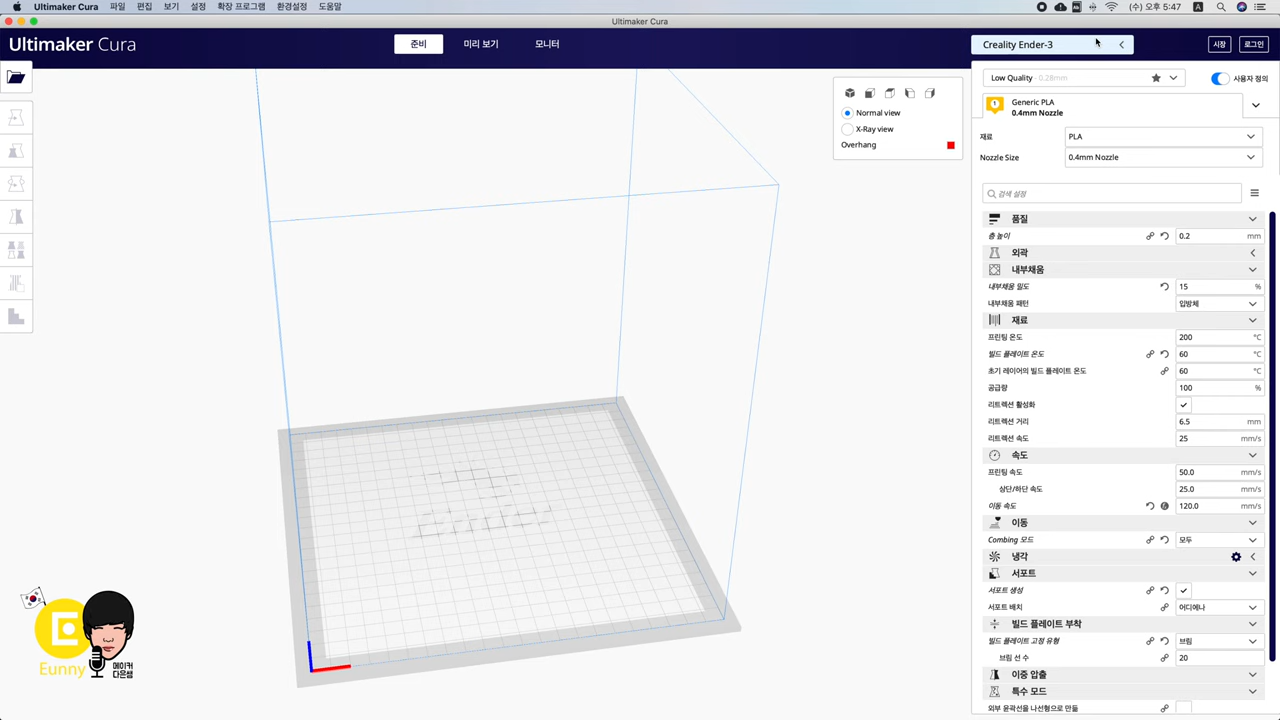 Ultimaker Cura 파일 편집 보기 설정 확장 프로그램 환경설정 도움말
(수) 오후 5:47 A
Ultimaker Cura
Ultimaker Cura
준비 미리 보기 모니터
Creality Ender-3
시장 로그인
Low Quality - 0.28mm
사용자 정의
Generic PLA
0.4mm Nozzle
재료 PLA
Nozzle Size 0.4mm Nozzle
Normal view
X-Ray view
Overhang
검색 설정
품질
층 높이 0.2 mm
외곽
내부채움
내부채움 밀도 15 %
내부채움 패턴 입방체
재료
프린팅 온도 200 °C
빌드 플레이트 온도 60 °C
초기 레이어의 빌드 플레이트 온도 60 °C
공급량 100 %
리트렉션 활성화
리트렉션 거리 6.5 mm
리트렉션 속도 25 mm/s
속도
프린팅 속도 50.0 mm/s
상단/하단 속도 25.0 mm/s
이동 속도 120.0 mm/s
이동
Combing 모드 모두
냉각
서포트
서포트 생성
서포트 배치 어디에나
빌드 플레이트 부착
빌드 플레이트 고정 유형 브림
브림 선 수 20
이중 압출
특수 모드
외부 윤곽선을 나선형으로 만듦
Eunny
메이커
다은쌤